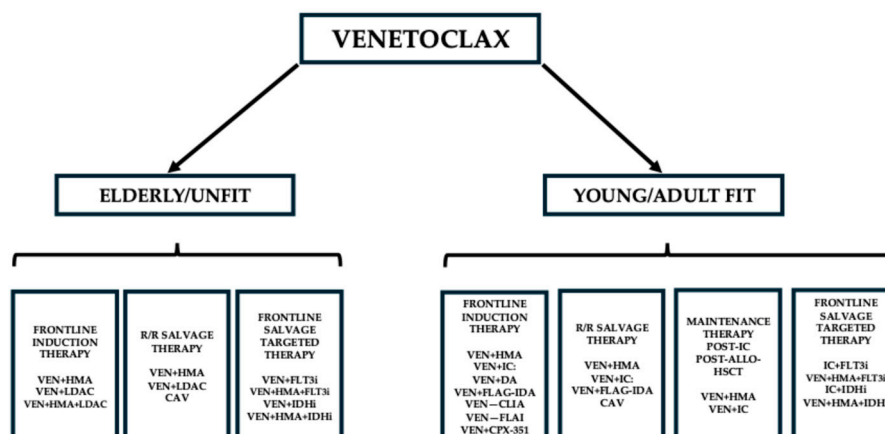 VENETOCLAX
ELDERLY/UNFIT
YOUNG/ADULT FIT
FRONTLINE
INDUCTION
THERAPY
VEN+HMA
VEN+LDAC
VEN+HMA+LDAC
R/R SALVAGE
THERAPY
VEN+HMA
VEN+LDAC
CAV
FRONTLINE
SALVAGE
TARGETED
THERAPY
VEN+FLT3i
VEN+HMA+FLT3i
VEN+IDHi
VEN+HMA+IDHi
FRONTLINE
INDUCTION
THERAPY
VEN+HMA
VEN+IC:
VEN+DA
VEN+FLAG-IDA
VEN—CLIA
VEN—FLAI
VEN+CPX-351
R/R SALVAGE
THERAPY
VEN+HMA
VEN+IC:
VEN+FLAG-IDA
CAV
MAINTENANCE
THERAPY
POST-IC
POST-ALLO-
HSCT
VEN+HMA
VEN+IC
FRONTLINE
SALVAGE
TARGETED
THERAPY
IC+FLT3i
VEN+HMA+FLT3i
IC+IDHi
VEN+HMA+IDHi